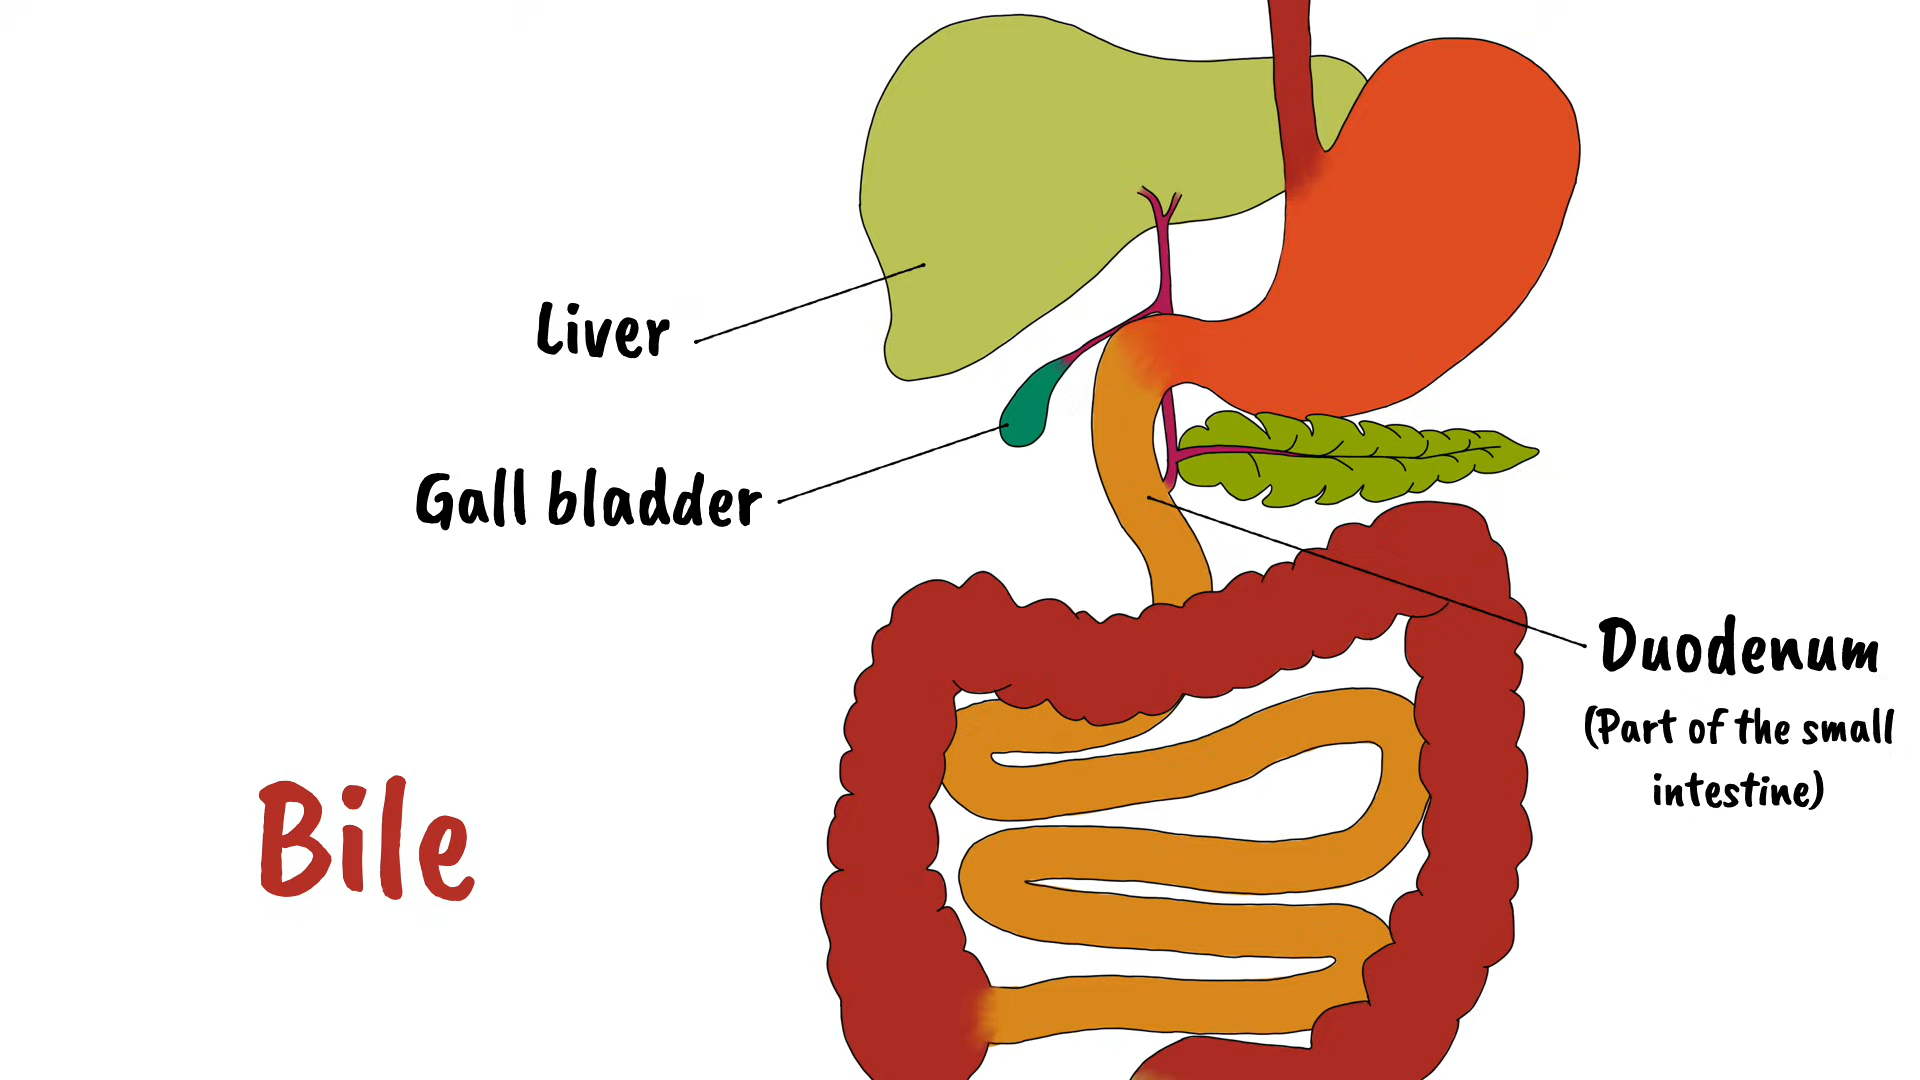 Liver
Gall bladder
Duodenum
(Part of the small
intestine)
Bile